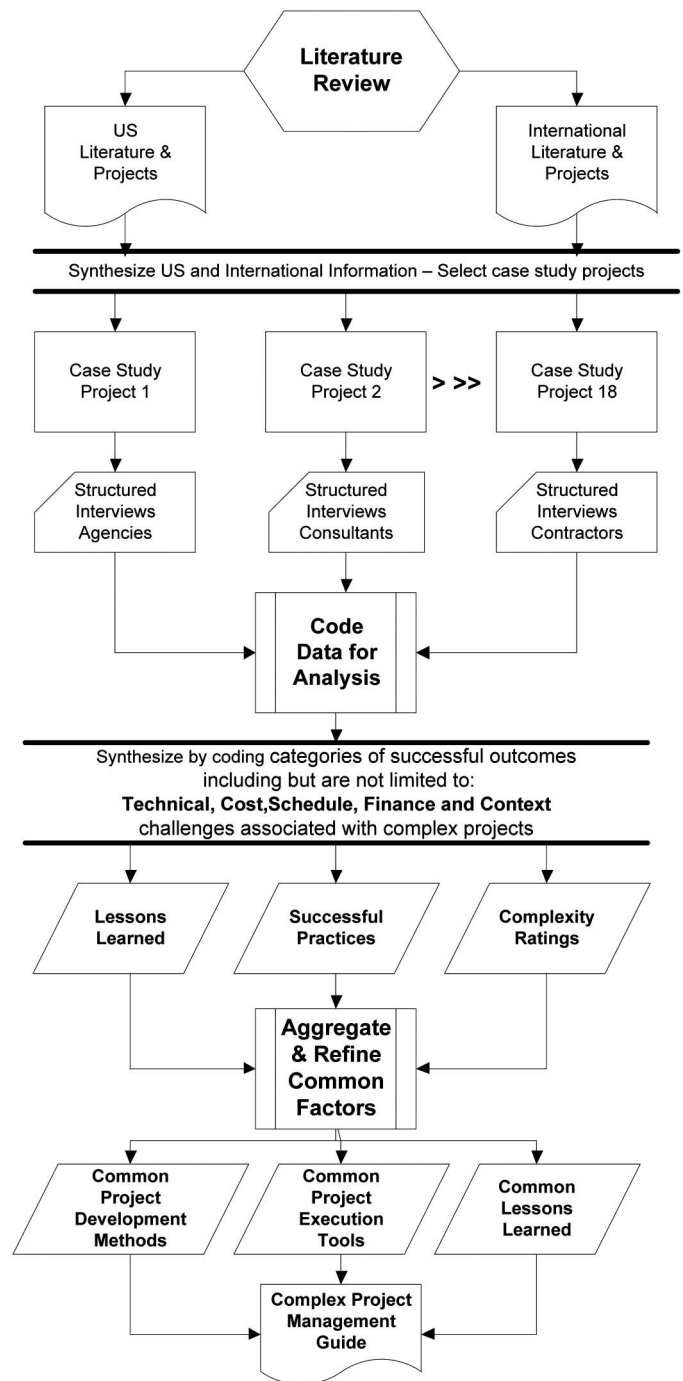 Literature
Review
US
Literature &
Projects
International
Literature & Projects
Synthesize US and International Information – Select case study projects
Case Study
Project 1
Case Study
Project 2
> >>
Case Study
Project 18
Structured
Interviews
Agencies
Structured
Interviews
Consultants
Structured
Interviews
Contractors
Code
Data for
Analysis
Synthesize by coding categories of successful outcomes
including but are not limited to:
Technical, Cost,Schedule, Finance and Context
challenges associated with complex projects
Lessons
Learned
Successful
Practices
Complexity
Ratings
Aggregate
& Refine
Common
Factors
Common
Project
Development
Methods
Common
Project
Execution
Tools
Common
Lessons
Learned
Complex Project
Management
Guide